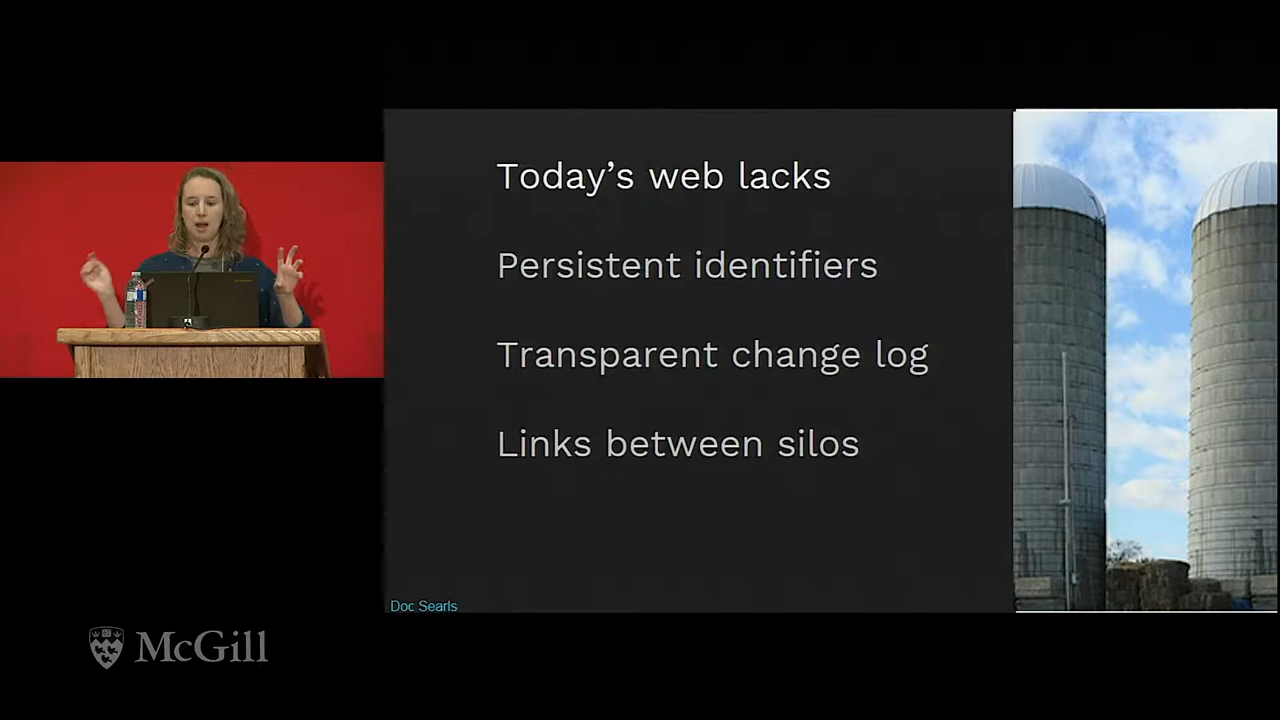 Today's web lacks
Persistent identifiers
Transparent change log
Links between silos
Doc Searls
McGill